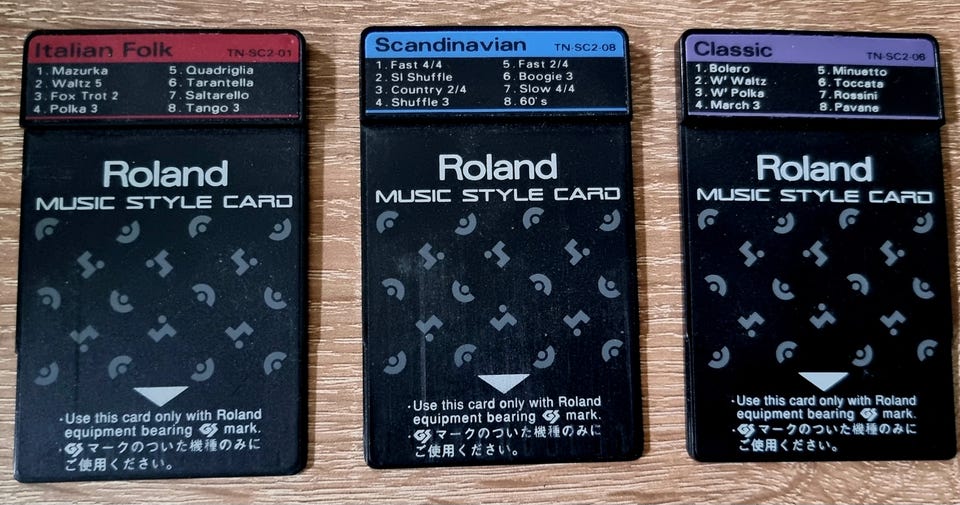 Italian Folk TN-SC2-01
1. Mazurka 5. Quadriglia
2. Waltz 5 6. Tarantella
3. Fox Trot 2 7. Saltarello
4. Polka 3 8. Tango 3
Roland
MUSIC STYLE CARD
·Use this card only with Roland
equipment bearing GS mark.
·GS マークのついた機種のみに
ご使用ください。
Scandinavian TN-SC2-08
1. Fast 4/4 5. Fast 2/4
2. Sl Shuffle 6. Boogie 3
3. Country 2/4 7. Slow 4/4
4. Shuffle 3 8. 60's
Roland
MUSIC STYLE CARD
·Use this card only with Roland
equipment bearing GS mark.
·GS マークのついた機種のみに
ご使用ください。
Classic TN-SC2-06
1. Bolero 5. Minuetto
2. W' Waltz 6. Toccata
3. W' Polka 7. Rossini
4. March 3 8. Pavane
Roland
MUSIC STYLE CARD
·Use this card only with Roland
equipment bearing GS mark.
·GS マークのついた機種のみに
ご使用ください。